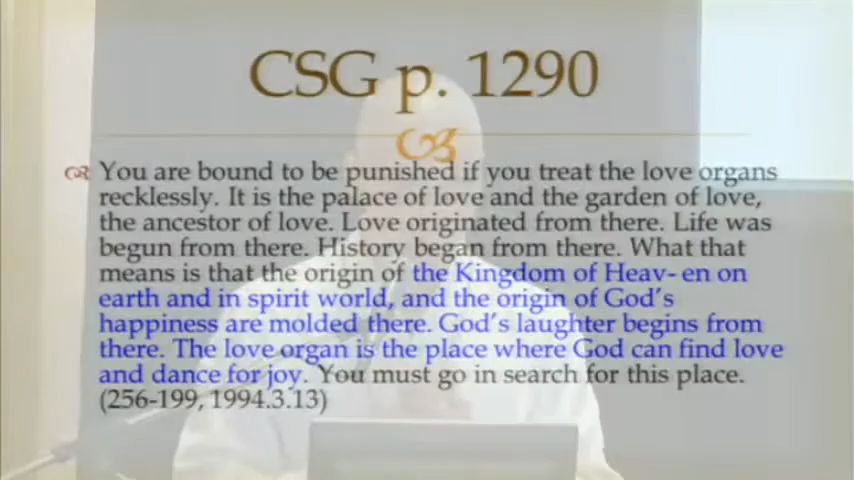 CSG p. 1290
You are bound to be punished if you treat the love organs
recklessly. It is the palace of love and the garden of love,
the ancestor of love. Love originated from there. Life was
begun from there. History began from there. What that
means is that the origin of the Kingdom of Heav- en on
earth and in spirit world, and the origin of God's
happiness are molded there. God's laughter begins from
there. The love organ is the place where God can find love
and dance for joy. You must go in search for this place.
(256-199, 1994.3.13)